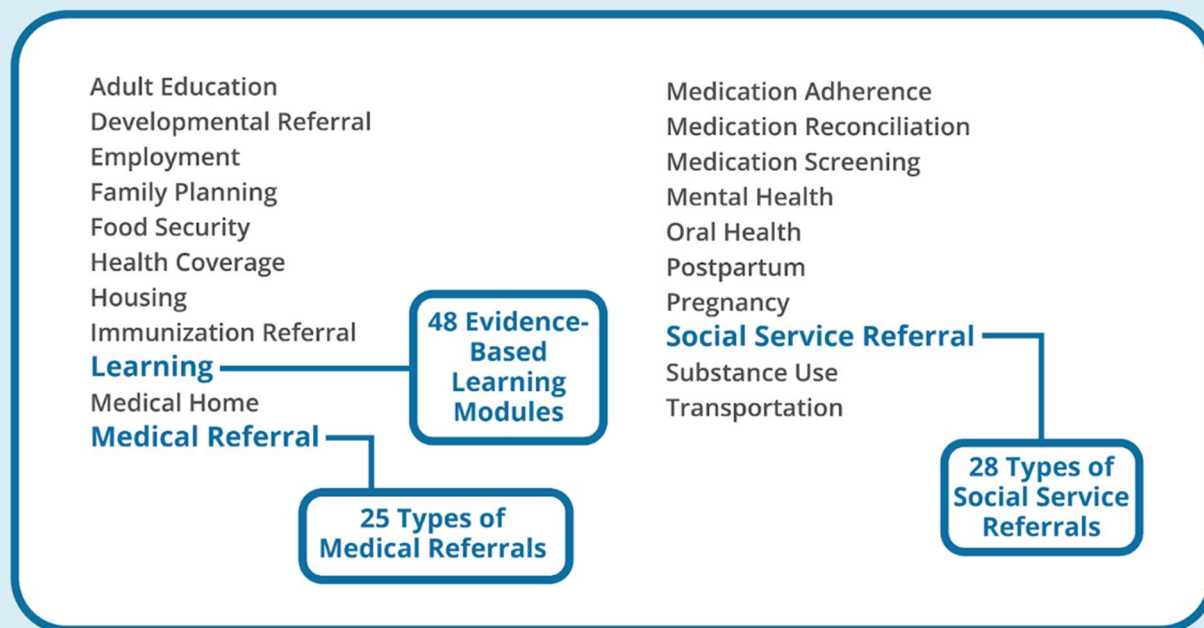 Adult Education
Developmental Referral
Employment
Family Planning
Food Security
Health Coverage
Housing
Immunization Referral
Learning
Medical Home
Medical Referral
48 Evidence-
Based
Learning
Modules
25 Types of
Medical Referrals
Medication Adherence
Medication Reconciliation
Medication Screening
Mental Health
Oral Health
Postpartum
Pregnancy
Social Service Referral
Substance Use
Transportation
28 Types of
Social Service
Referrals